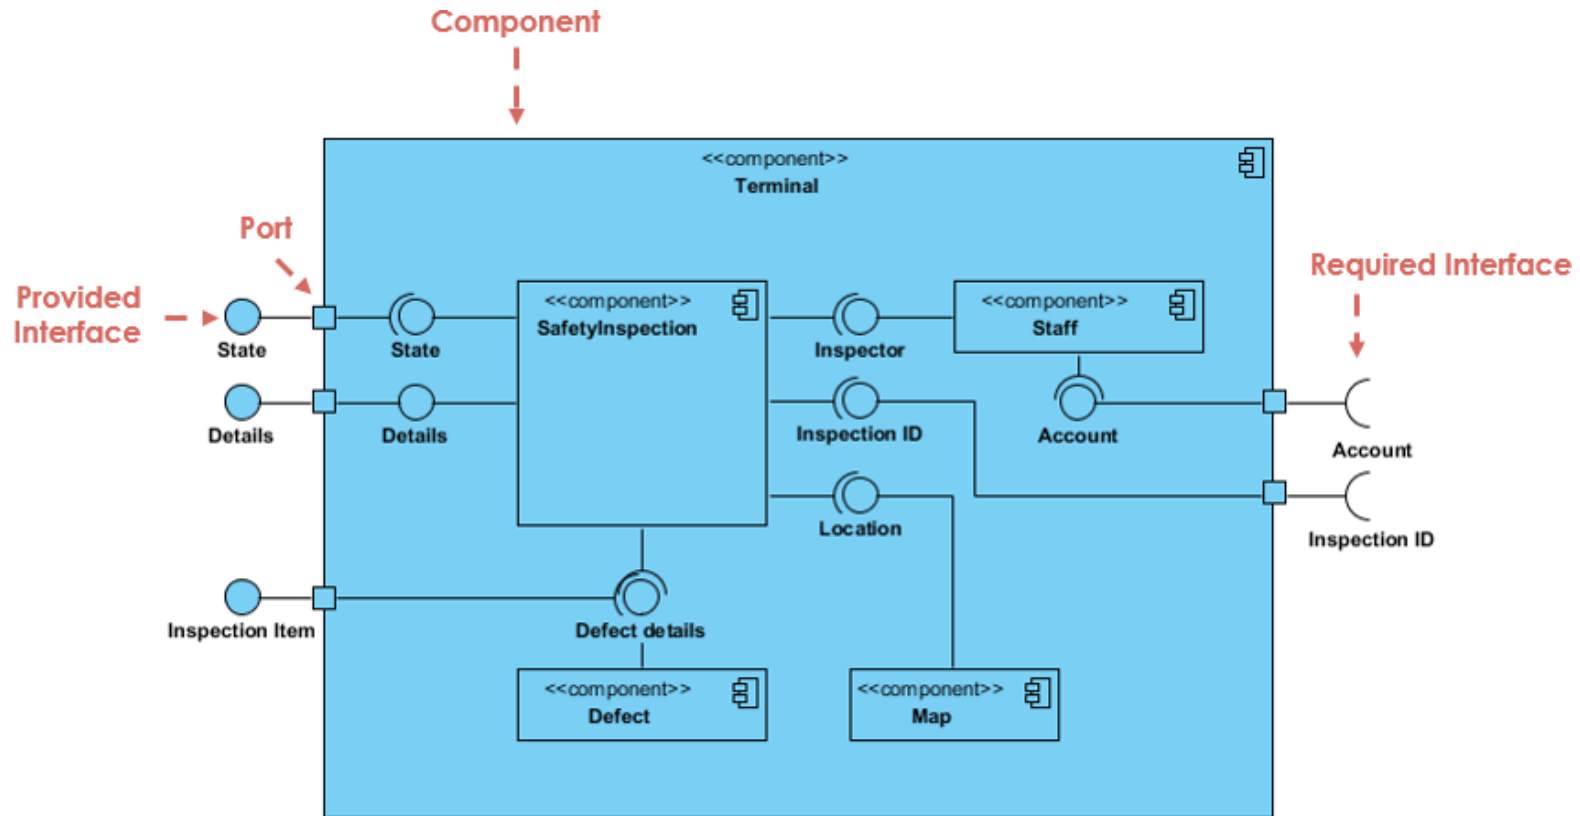 Component
<<component>>
Terminal
Port
Provided
Interface
Required Interface
State
State
<<component>>
SafetyInspection
Inspector
<<component>>
Staff
Details
Details
Inspection ID
Account
Account
Location
Inspection ID
Inspection Item
Defect details
<<component>>
Defect
<<component>>
Map